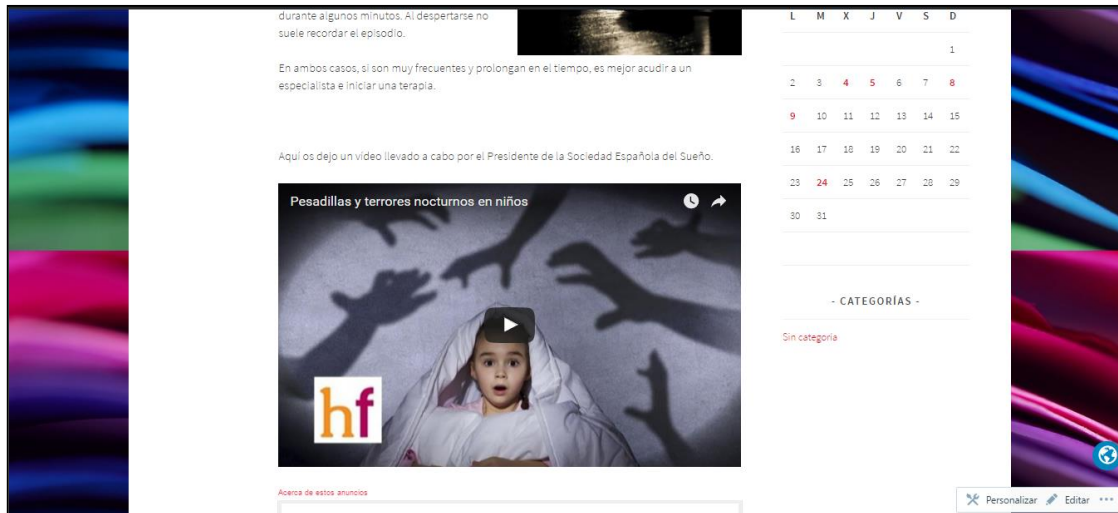 durante algunos minutos. Al despertarse no
suele recordar el episodio.
En ambos casos, si son muy frecuentes y prolongan en el tiempo, es mejor acudir a un
especialista e iniciar una terapia.
Aquí os dejo un video llevado a cabo por el Presidente de la Sociedad Española del Sueño.
Pesadillas y terrores nocturnos en niños
hf
Acerca de estos anuncios
L M X J V S D
1
2 3 4 5 6 7 8
9 10 11 12 13 14 15
16 17 18 19 20 21 22
23 24 25 26 27 28 29
30 31
- CATEGORÍAS -
Sin categoría
Personalizar Editar